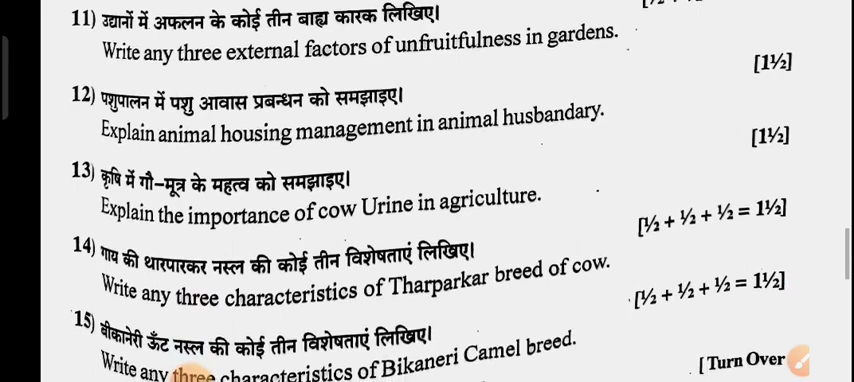 11) उद्यानों में अफलन के कोई तीन बाह्य कारक लिखिए।
Write any three external factors of unfruitfulness in gardens.
[1½]
12) पशुपालन में पशु आवास प्रबन्धन को समझाइए।
Explain animal housing management in animal husbandary.
[1½]
13) कृषि में गौ-मूत्र के महत्व को समझाइए।
Explain the importance of cow Urine in agriculture.
[½ + ½ + ½ = 1½]
14) गाय की थारपारकर नस्ल की कोई तीन विशेषताएं लिखिए।
Write any three characteristics of Tharparkar breed of cow.
[½ + ½ + ½ = 1½]
15) बीकानेरी ऊँट नस्ल की कोई तीन विशेषताएं लिखिए।
Write any three characteristics of Bikaneri Camel breed.
[ Turn Over